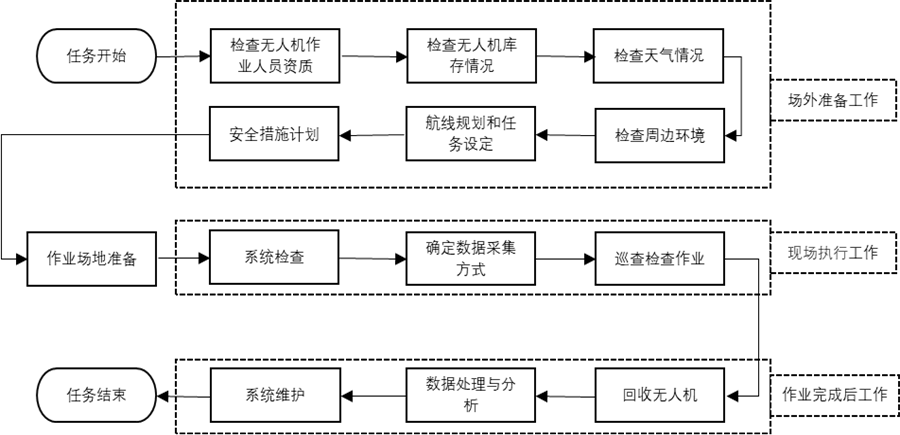 任务开始
检查无人机作
业人员资质
检查无人机库
存情况
检查天气情况
场外准备工作
安全措施计划
航线规划和任
务设定
检查周边环境
作业场地准备
系统检查
确定数据采集
方式
巡查检查作业
现场执行工作
任务结束
系统维护
数据处理与分
析
回收无人机
作业完成后工作